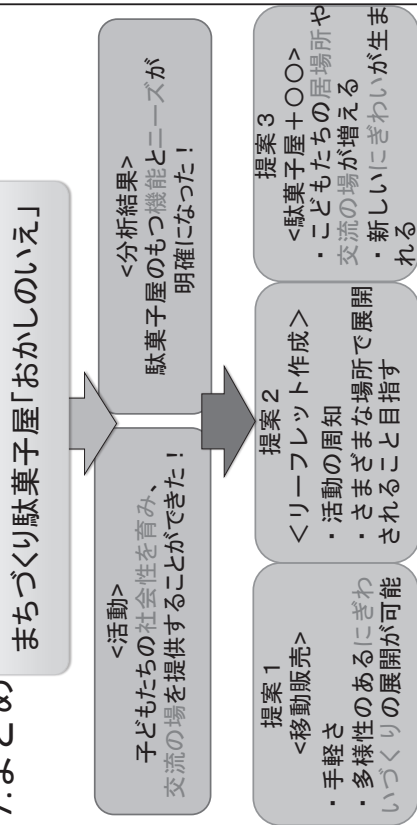 7.まとめ
まちづくり駄菓子屋「おかしのいえ」
<活動>
子どもたちの社会性を育み、
交流の場を提供することができた！
<分析結果>
駄菓子屋のもつ機能とニーズが
明確になった！
提案１
<移動販売>
・手軽さ
・多様性のあるにぎわ
いづくりの展開が可能
提案２
＜リーフレット作成＞
・活動の周知
・さまざまな場所で展開
されること目指す
提案３
<駄菓子屋＋〇〇>
・こどもたちの居場所や
交流の場が増える
・新しいにぎわいが生ま
れる